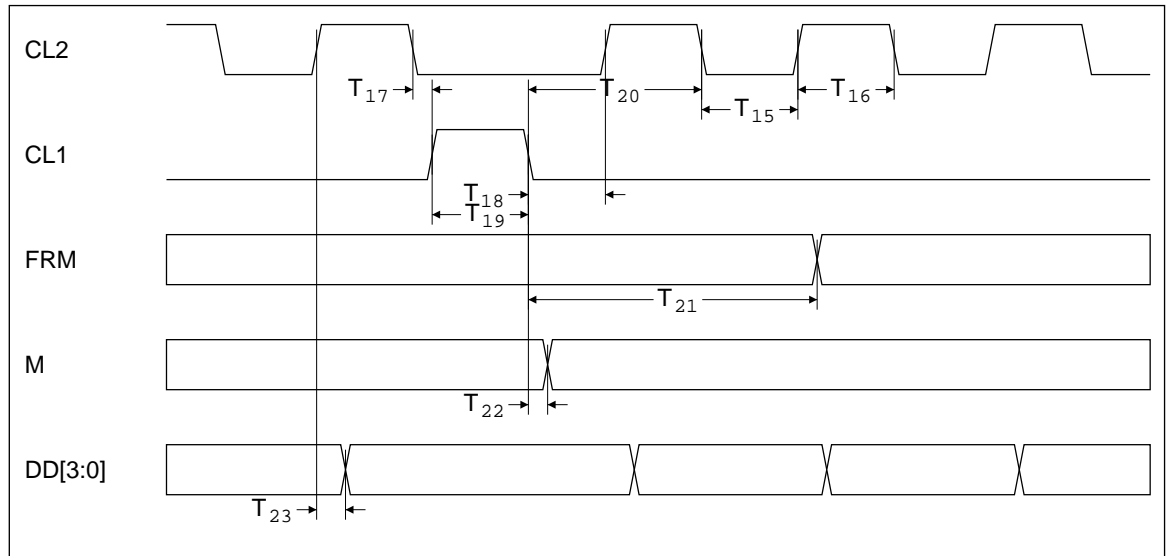 CL2
T17
T20
T15
T16
CL1
T18
T19
FRM
T21
M
T22
DD[3:0]
T23